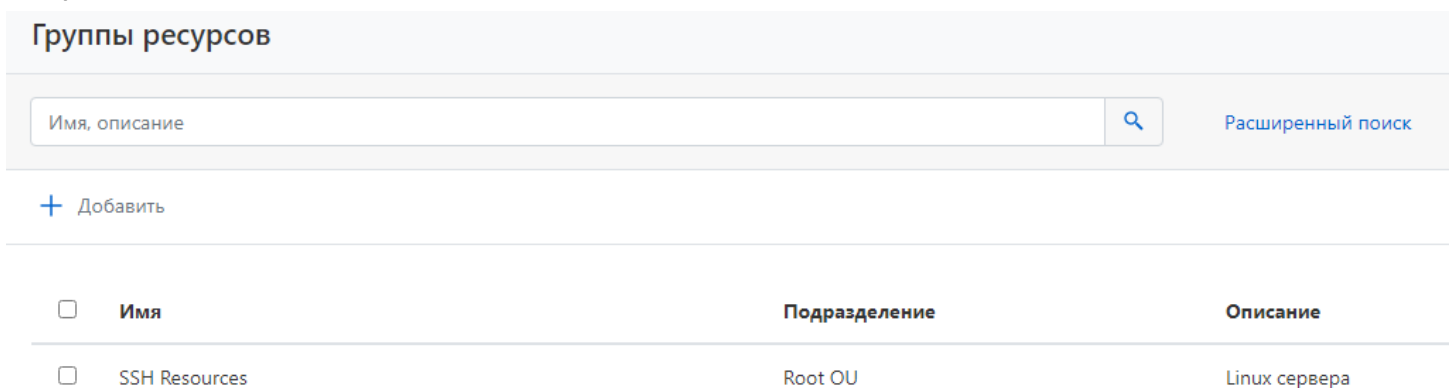 Группы ресурсов
Имя, описание
Расширенный поиск
Добавить
Имя Подразделение Описание
SSH Resources Root OU Linux сервера